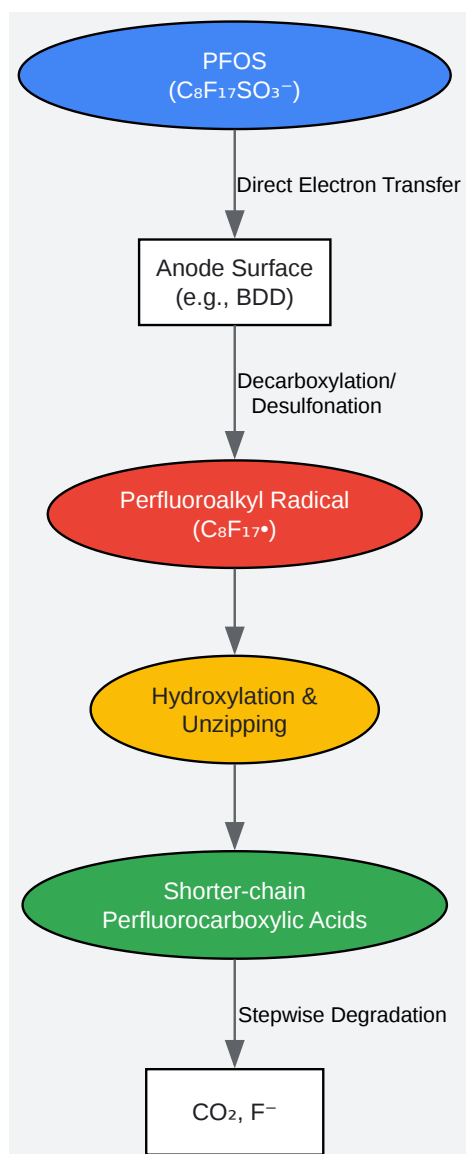 PFOS
(C₈F₁₇SO₃⁻)
Direct Electron Transfer
Anode Surface
(e.g., BDD)
Decarboxylation/
Desulfonation
Perfluoroalkyl Radical
(C₈F₁₇•)
Hydroxylation &
Unzipping
Shorter-chain
Perfluorocarboxylic Acids
Stepwise Degradation
CO₂, F⁻